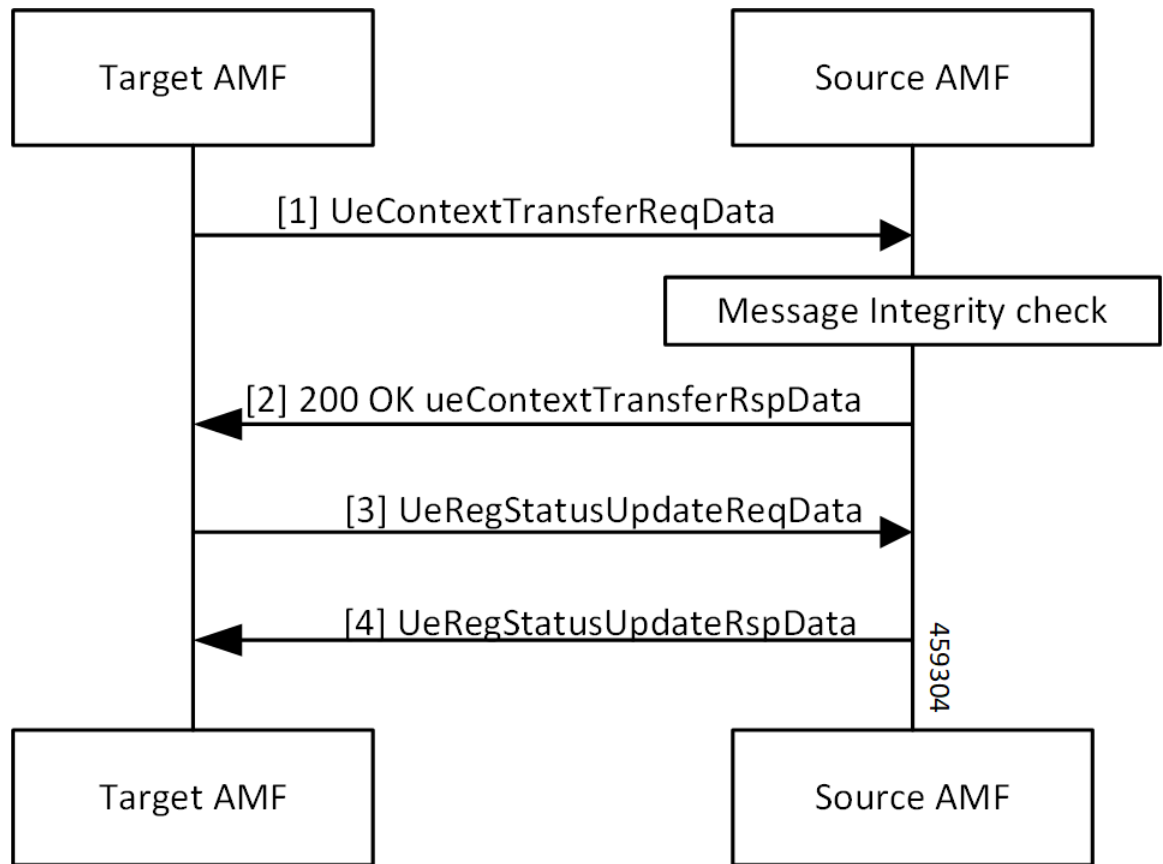 Target AMF
Source AMF
[1] UeContextTransferReqData
Message Integrity check
[2] 200 OK ueContextTransferRspData
[3] UeRegStatusUpdateReqData
[4] UeRegStatusUpdateRspData
459304
Target AMF
Source AMF